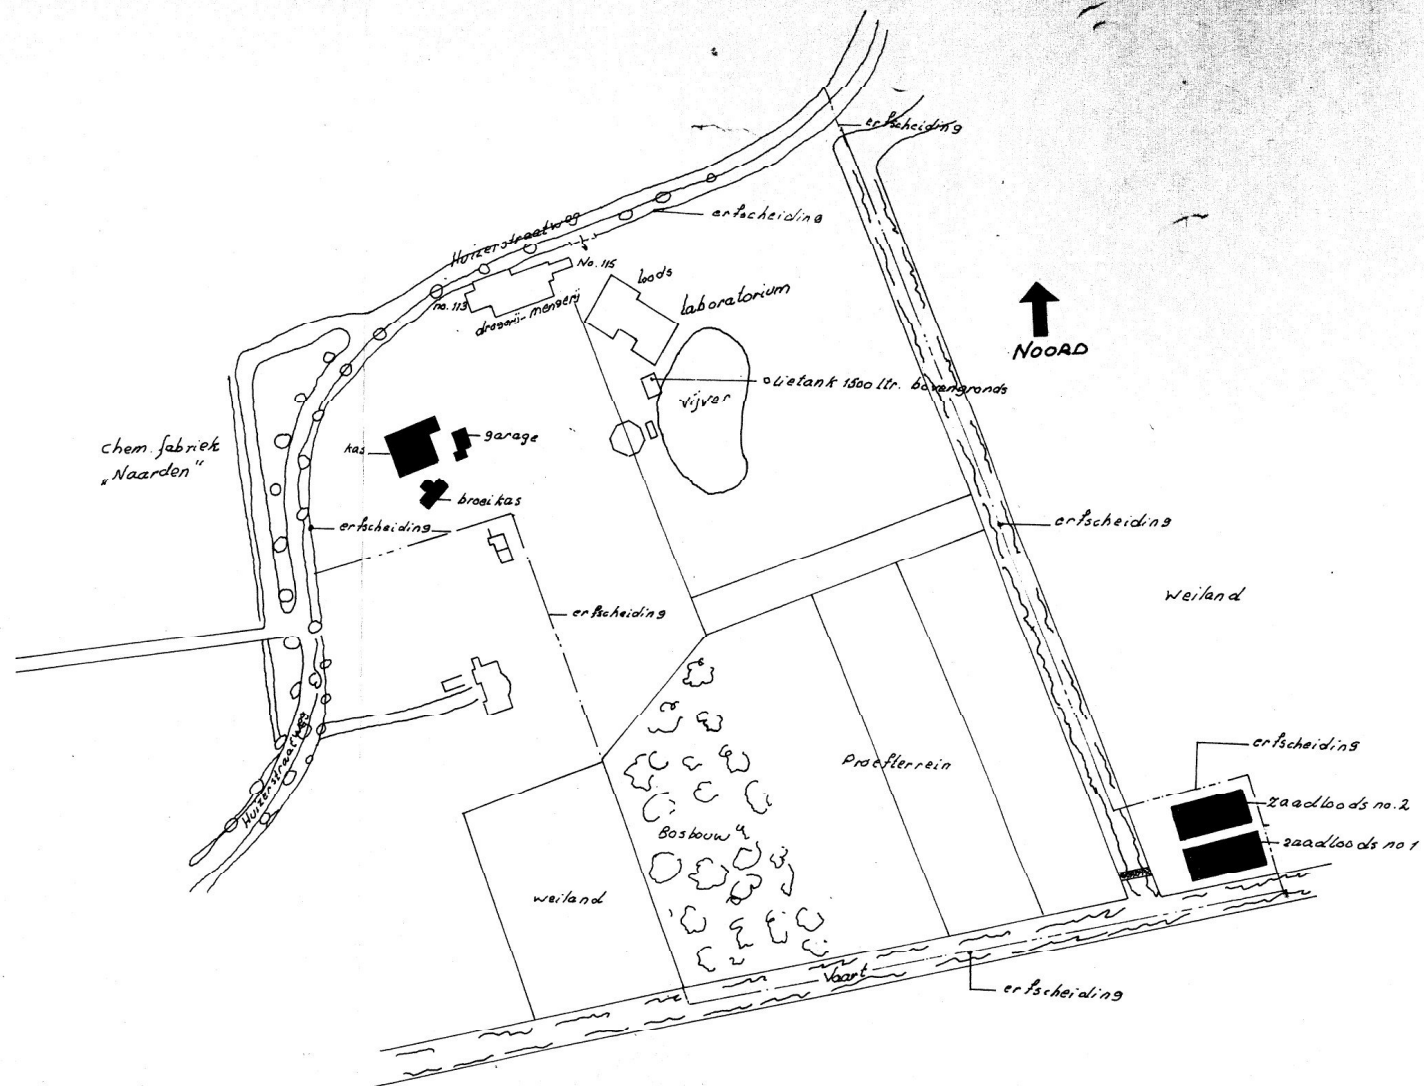 erfscheiding
erfscheiding
Huizerstraatweg
No. 115
loods
no. 113
drogerij-mengerij
laboratorium
NOORD
olietank 1500 ltr. bovengronds
vijver
chem. fabriek
"Naarden"
kas
garage
broeikas
erfscheiding
erfscheiding
erfscheiding
weiland
Proefterrein
erfscheiding
Huizerstraatweg
zaadloods no. 2
Bosbouw
zaadloods no 1
weiland
Vaart
erfscheiding